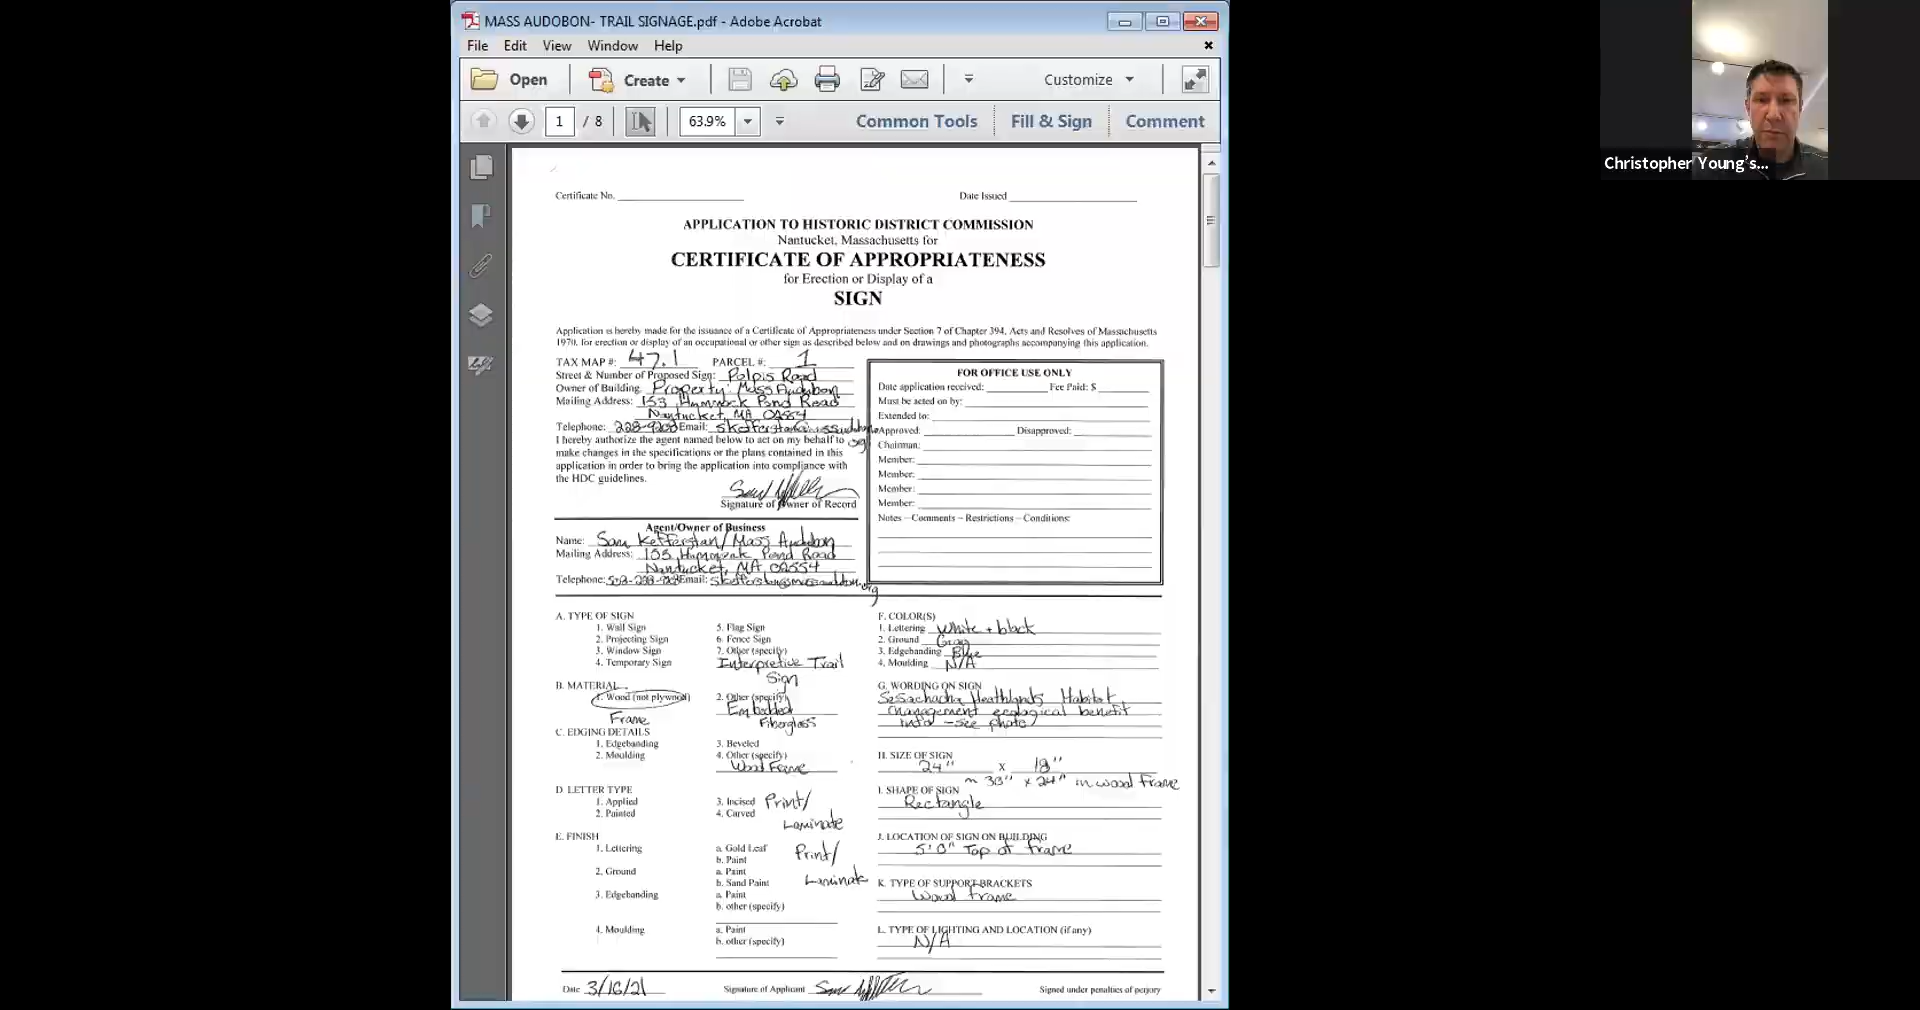 MASS AUDOBON- TRAIL SIGNAGE.pdf - Adobe Acrobat
File Edit View Window Help
Open Create Customize
1 / 8 63.9% Common Tools Fill & Sign Comment
Christopher Young's...
Certificate No. Date Issued
APPLICATION TO HISTORIC DISTRICT COMMISSION
Nantucket, Massachusetts for
CERTIFICATE OF APPROPRIATENESS
for Erection or Display of a
SIGN
Application is hereby made for the issuance of a Certificate of Appropriateness under Section 7 of Chapter 394, Acts and Resolves of Massachusetts
1970, for erection or display of an occupational or other sign as described below and on drawings and photographs accompanying this application.
TAX MAP #: 47.1 PARCEL #: 1
Street & Number of Proposed Sign: Polpis Road
Owner of Building: Property: Mass Audubon
Mailing Address: 153 Hummock Pond Road
Nantucket, MA 02554
Telephone: Email:
I hereby authorize the agent named below to act on my behalf to
make changes in the specifications or the plans contained in this
application in order to bring the application into compliance with
the HDC guidelines.
Signature of Owner of Record
Agent/Owner of Business
Name: Sam Kefferstan/Mass Audubon
Mailing Address: 153 Hummock Pond Road
Nantucket, MA 02554
Telephone: Email:
FOR OFFICE USE ONLY
Date application received: Fee Paid: $
Must be acted on by:
Extended to:
Approved: Disapproved:
Chairman:
Member:
Member:
Member:
Member:
Notes – Comments – Restrictions – Conditions:
A. TYPE OF SIGN
1. Wall Sign 5. Flag Sign
2. Projecting Sign 6. Fence Sign
3. Window Sign 7. Other (specify)
4. Temporary Sign Interpretive Trail
Sign
B. MATERIAL
1. Wood (not plywood) 2. Other (specify)
Frame Embedded
Fiberglass
C. EDGING DETAILS
1. Edgebanding 3. Beveled
2. Moulding 4. Other (specify)
Wood Frame
D. LETTER TYPE
1. Applied 3. Incised Print/
2. Painted 4. Carved Laminate
E. FINISH
1. Lettering a. Gold Leaf Print/
b. Paint
2. Ground a. Paint
b. Sand Paint Laminate
3. Edgebanding a. Paint
b. other (specify)
4. Moulding a. Paint
b. other (specify)
F. COLOR(S)
1. Lettering White + black
2. Ground Gray
3. Edgebanding Blue
4. Moulding N/A
G. WORDING ON SIGN
Sesachacha Heathlands Habitat
management ecological benefit
info - see photo
H. SIZE OF SIGN
24" x 18"
x 24" in wood frame
I. SHAPE OF SIGN
Rectangle
J. LOCATION OF SIGN ON BUILDING
5'0" Top of frame
K. TYPE OF SUPPORT BRACKETS
Wood frame
L. TYPE OF LIGHTING AND LOCATION (if any)
N/A
Date 3/16/21 Signature of Applicant Signed under penalties of perjury